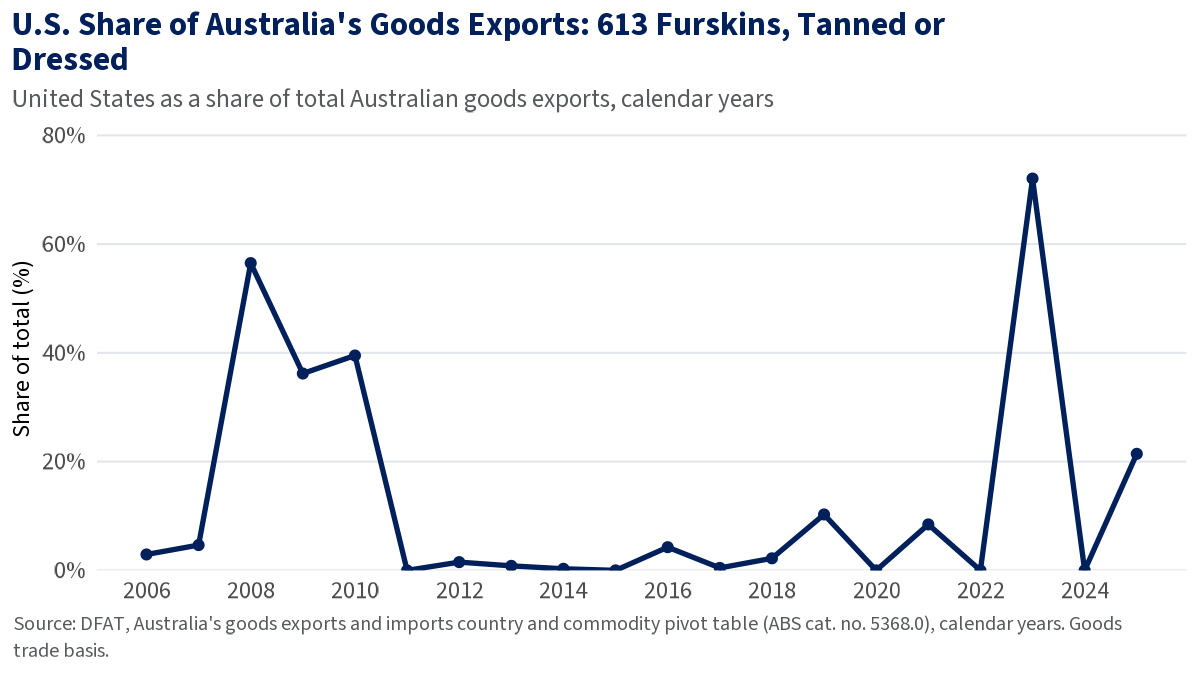 U.S. Share of Australia's Goods Exports: 613 Furskins, Tanned or
Dressed
United States as a share of total Australian goods exports, calendar years
80%
60%
40%
20%
0%
Share of total (%)
2006 2008 2010 2012 2014 2016 2018 2020 2022 2024
Source: DFAT, Australia's goods exports and imports country and commodity pivot table (ABS cat. no. 5368.0), calendar years. Goods
trade basis.